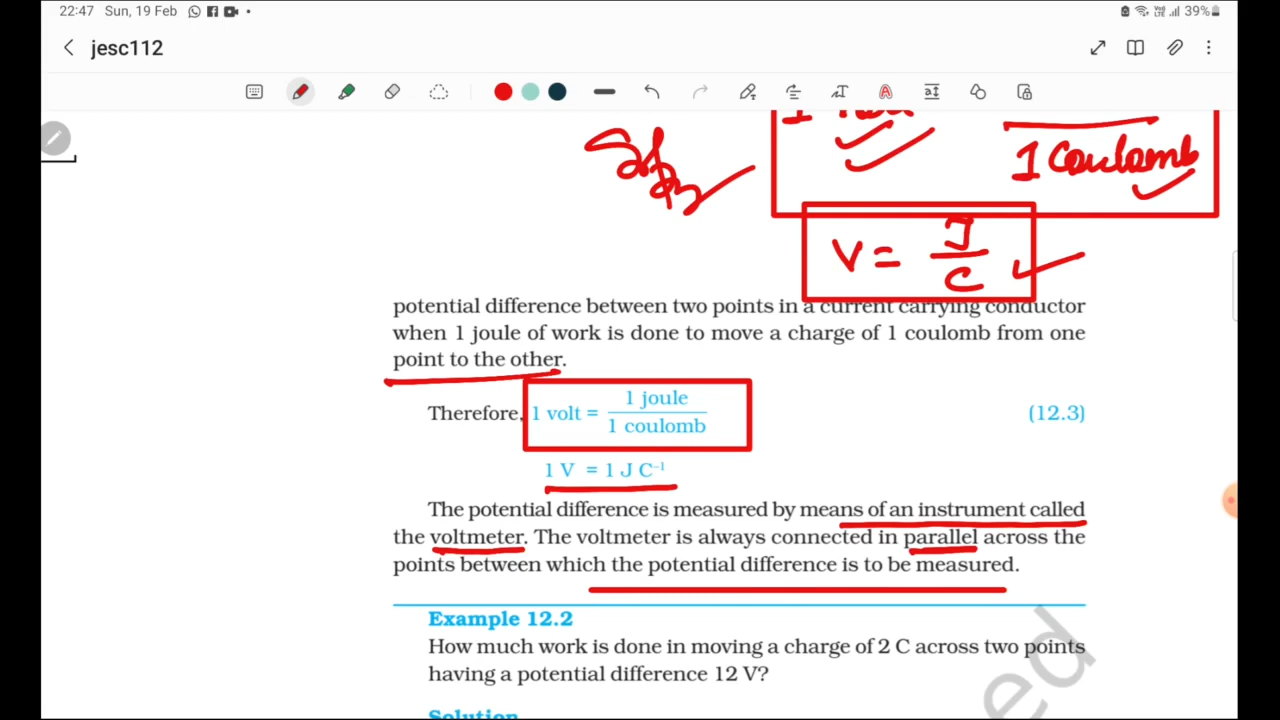 22:47 Sun, 19 Feb
39%
jesc112
1 Coulomb
V = J/C
potential difference between two points in a current carrying conductor
when 1 joule of work is done to move a charge of 1 coulomb from one
point to the other.
Therefore, 1 volt = 1 joule / 1 coulomb (12.3)
1 V = 1 J C⁻¹
The potential difference is measured by means of an instrument called
the voltmeter. The voltmeter is always connected in parallel across the
points between which the potential difference is to be measured.
Example 12.2
How much work is done in moving a charge of 2 C across two points
having a potential difference 12 V?
Solution
ed